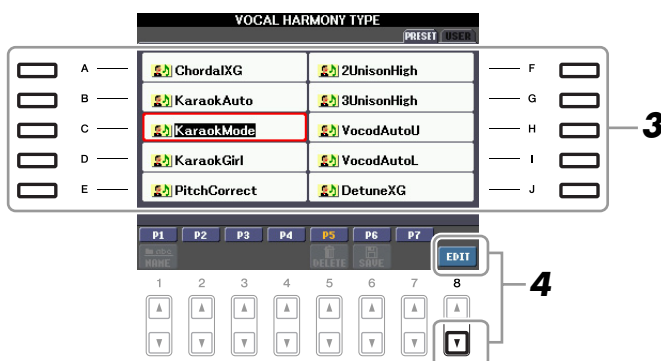 VOCAL HARMONY TYPE
PRESET USER
A ChordalXG 2UnisonHigh F
B KaraokAuto 3UnisonHigh G
C KaraokMode VocodAutoU H
D KaraokGirl VocodAutoL I
E PitchCorrect DetuneXG J
3
P1 P2 P3 P4 P5 P6 P7
NAME DELETE SAVE EDIT
1 2 3 4 5 6 7 8
4